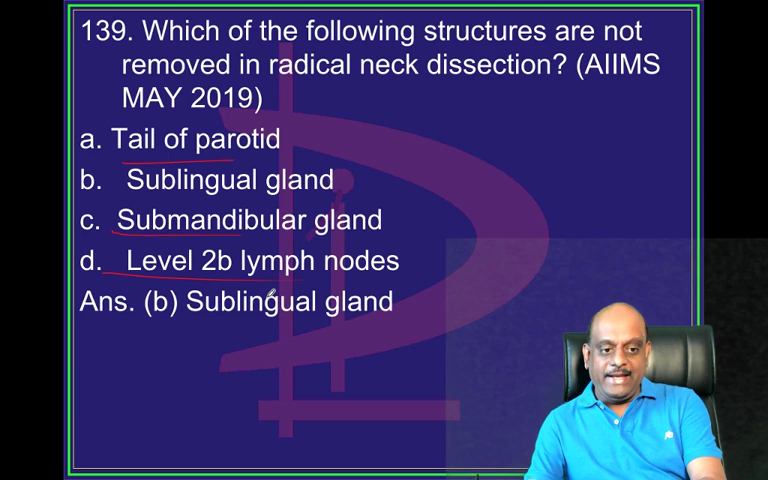 139. Which of the following structures are not
removed in radical neck dissection? (AIIMS
MAY 2019)
a. Tail of parotid
b. Sublingual gland
c. Submandibular gland
d. Level 2b lymph nodes
Ans. (b) Sublingual gland